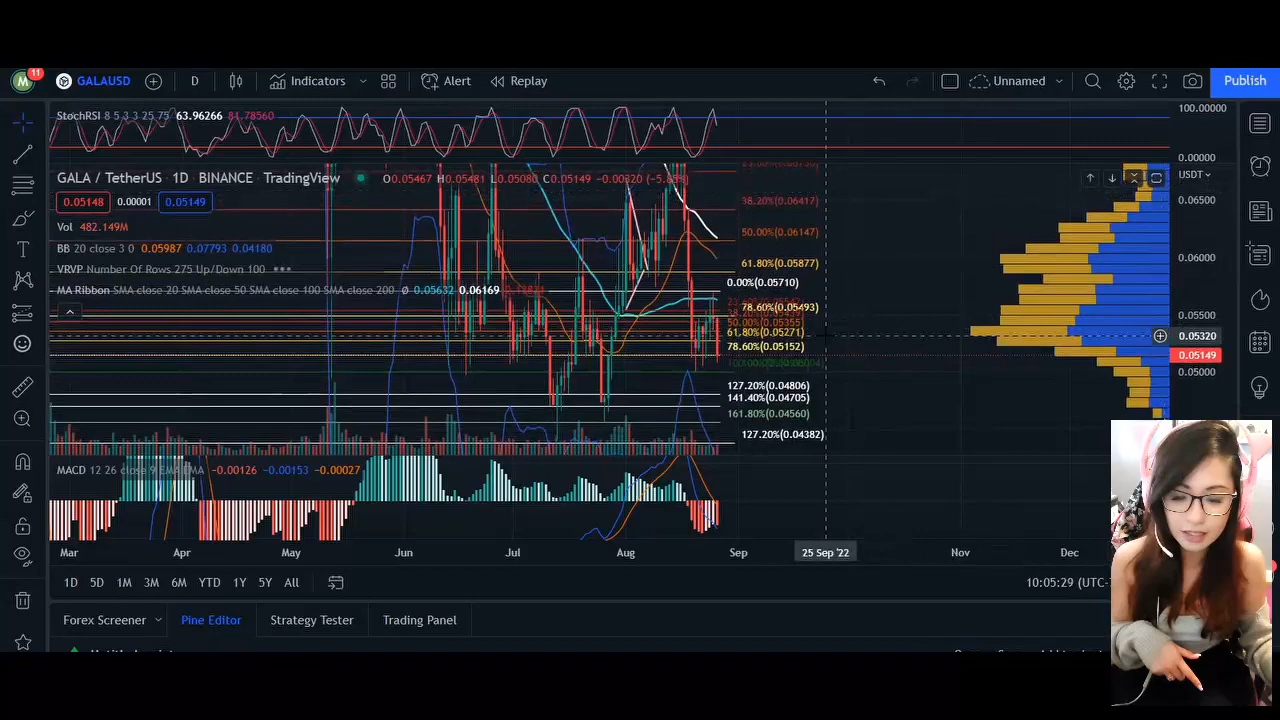 M 11 GALAUSD D Indicators Alert Replay Unnamed Publish
100.00000
StochRSI 8 5 3 3 25 75 63.96266 81.78560
0.00000
GALA / TetherUS · 1D · BINANCE · TradingView O0.05467 H0.05481 L0.05080 C0.05149 −0.00320 USDT
38.20%(0.06417)
0.06500
0.05148 0.00001 0.05149
Vol 482.149M
50.00%(0.06147)
BB 20 close 3 0 0.05987 0.07793 0.04180
61.80%(0.05877)
0.06000
VRVP Number Of Rows 275 Up/Down 100
0.00%(0.05710)
MA Ribbon SMA close 20 SMA close 50 SMA close 100 SMA close 200 Ø 0.05632 0.06169
78.60%(0.05493)
0.05500
50.00%(0.05355)
61.80%(0.05271)
0.05320
78.60%(0.05152)
0.05149
0.05000
127.20%(0.04806)
141.40%(0.04705)
161.80%(0.04560)
127.20%(0.04382)
MACD 12 26 close 9 EMA EMA −0.00126 −0.00153 −0.00027
Mar Apr May Jun Jul Aug Sep 25 Sep '22 Nov Dec
1D 5D 1M 3M 6M YTD 1Y 5Y All 10:05:29 (UTC-
Forex Screener Pine Editor Strategy Tester Trading Panel